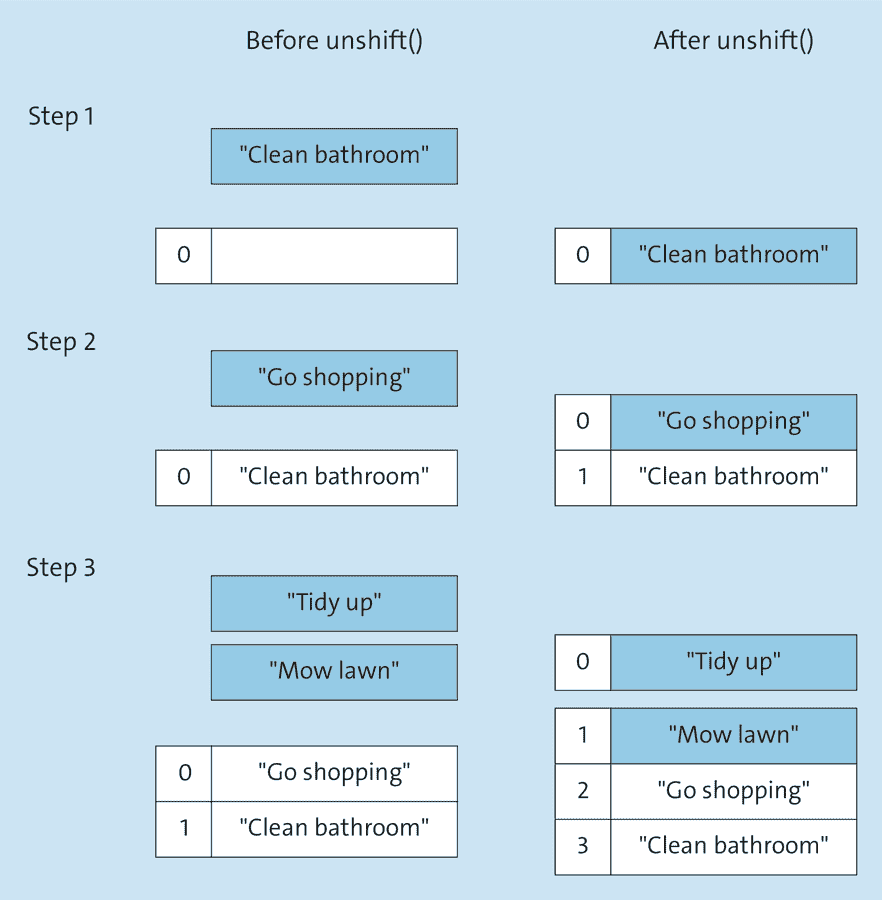 Before unshift() After unshift()
Step 1
"Clean bathroom"
0 0 "Clean bathroom"
Step 2
"Go shopping"
0 "Go shopping"
0 "Clean bathroom" 1 "Clean bathroom"
Step 3
"Tidy up"
0 "Tidy up"
"Mow lawn"
1 "Mow lawn"
0 "Go shopping" 2 "Go shopping"
1 "Clean bathroom" 3 "Clean bathroom"